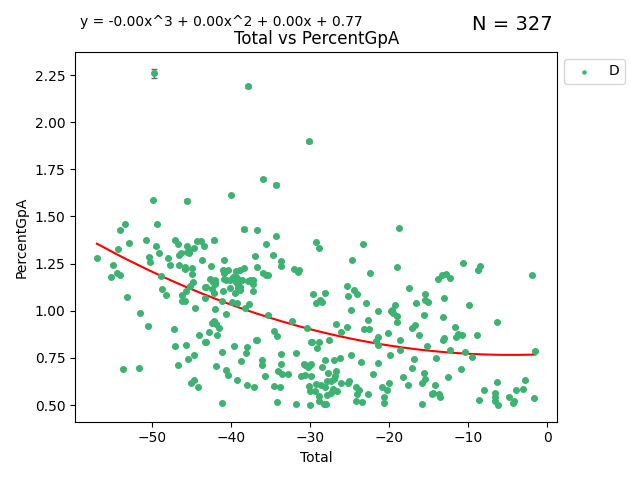 y = -0.00x^3 + 0.00x^2 + 0.00x + 0.77
N = 327
Total vs PercentGpA
D
PercentGpA
2.25
2.00
1.75
1.50
1.25
1.00
0.75
0.50
−50 −40 −30 −20 −10 0
Total